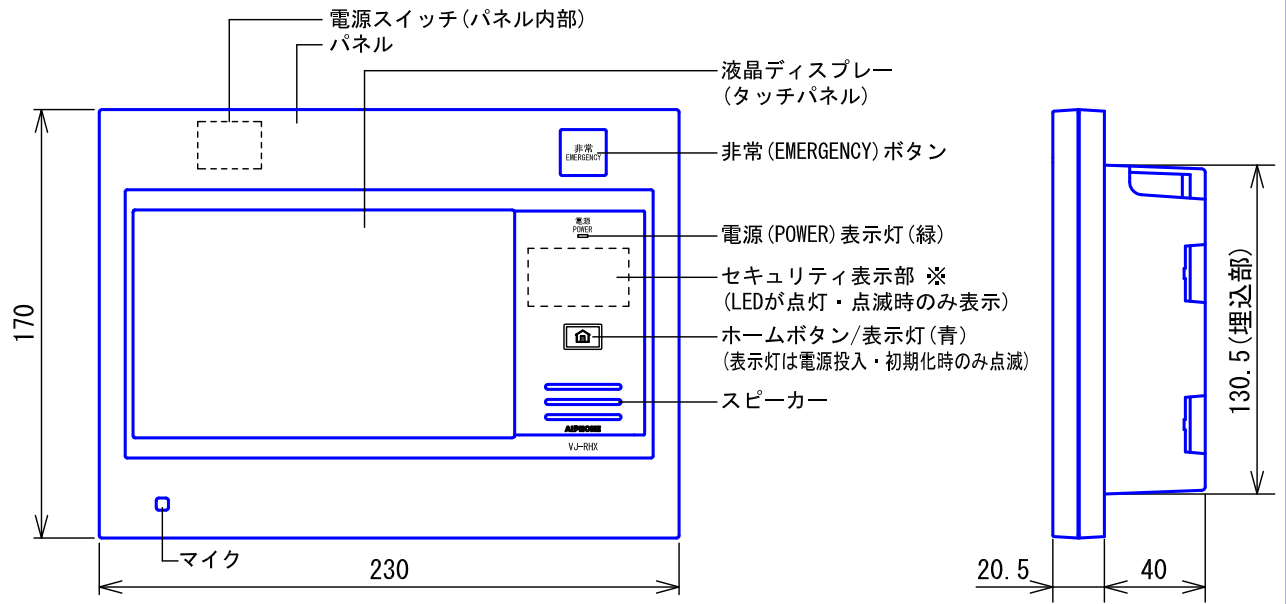 電源スイッチ(パネル内部)
パネル
液晶ディスプレー
(タッチパネル)
非常
EMERGENCY
非常(EMERGENCY)ボタン
電源
POWER
電源(POWER)表示灯(緑)
セキュリティ表示部 ※
(LEDが点灯・点滅時のみ表示)
ホームボタン/表示灯(青)
(表示灯は電源投入・初期化時のみ点滅)
スピーカー
AIPHONE
VJ-RHX
マイク
170
230
130.5(埋込部)
20.5
40